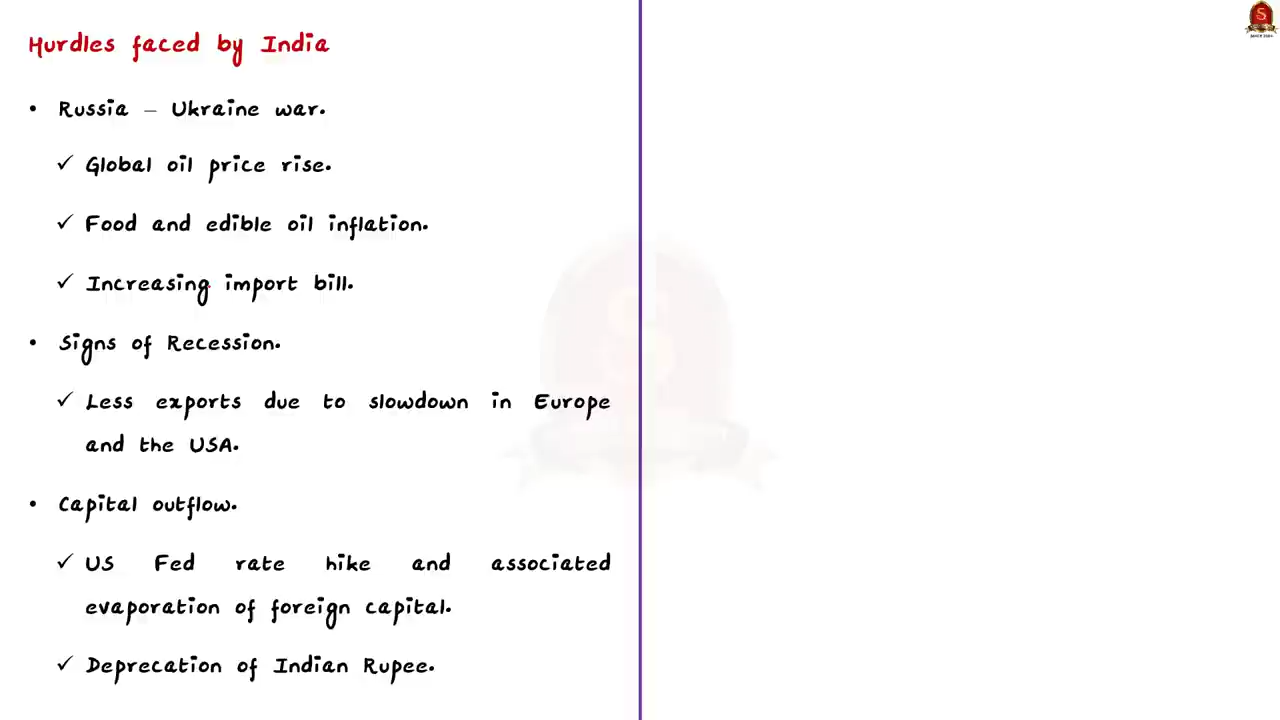 Hurdles faced by India
• Russia – Ukraine war.
✓ Global oil price rise.
✓ Food and edible oil inflation.
✓ Increasing import bill.
• Signs of Recession.
✓ Less exports due to slowdown in Europe
and the USA.
• Capital outflow.
✓ US Fed rate hike and associated
evaporation of foreign capital.
✓ Deprecation of Indian Rupee.
S